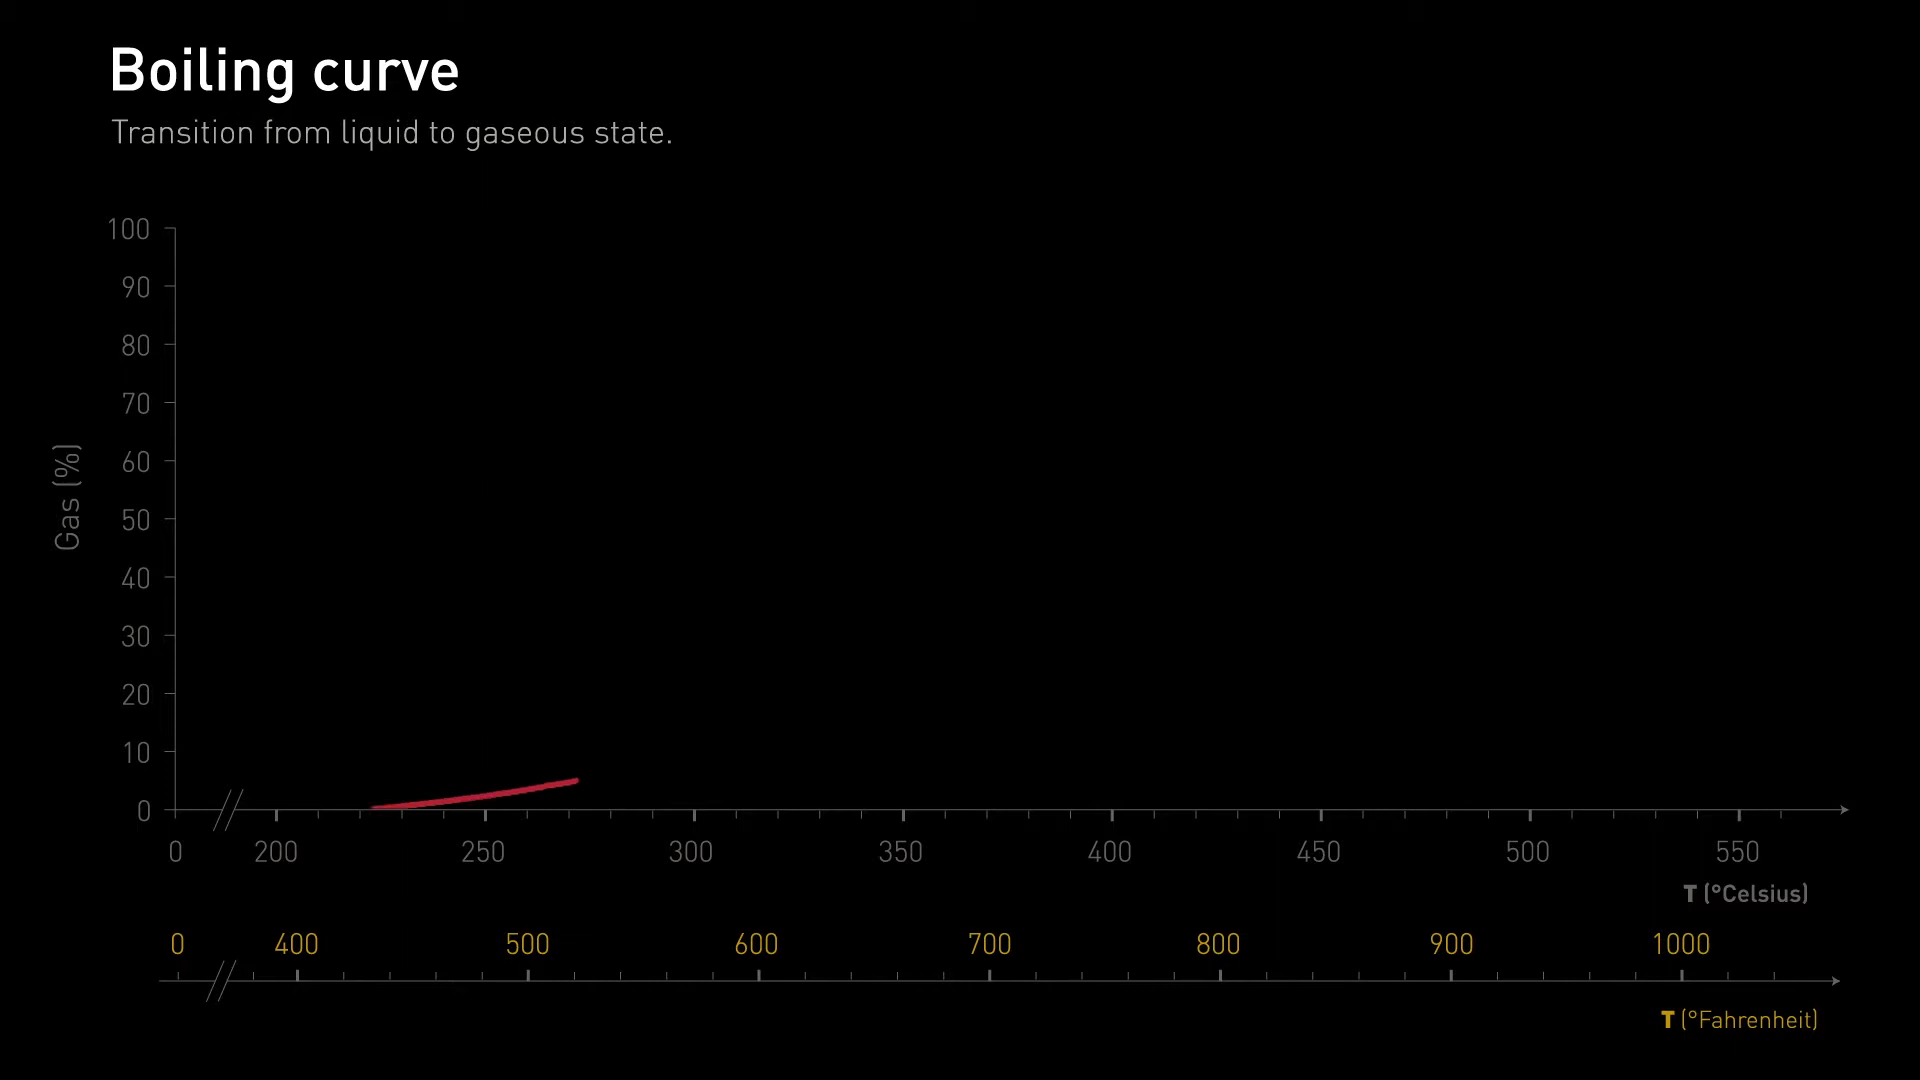 Boiling curve
Transition from liquid to gaseous state.
100
90
80
70
60
50
40
30
20
10
0
Gas (%)
0 200 250 300 350 400 450 500 550
T (°Celsius)
0 400 500 600 700 800 900 1000
T (°Fahrenheit)